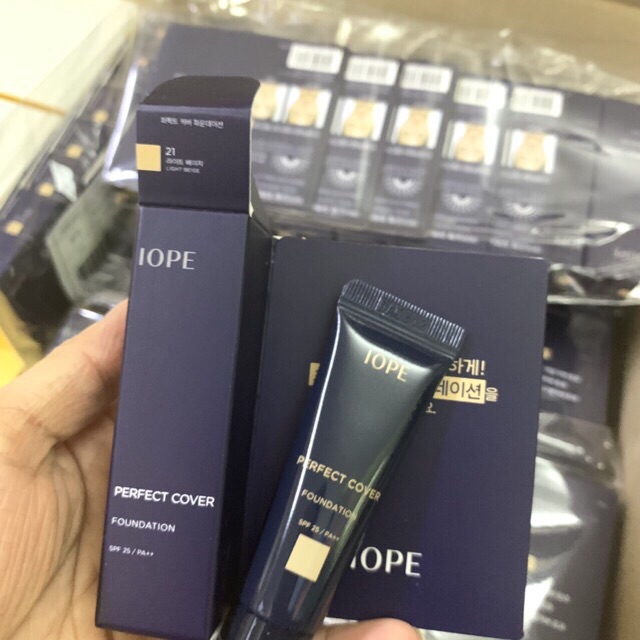 퍼펙트 커버 파운데이션
21
라이트 베이지
LIGHT BEIGE
IOPE
PERFECT COVER
FOUNDATION
SPF 25 / PA++
하게!
데이션을
요.
IOPE
IOPE
PERFECT COVER
FOUNDATION
SPF 25 / PA++